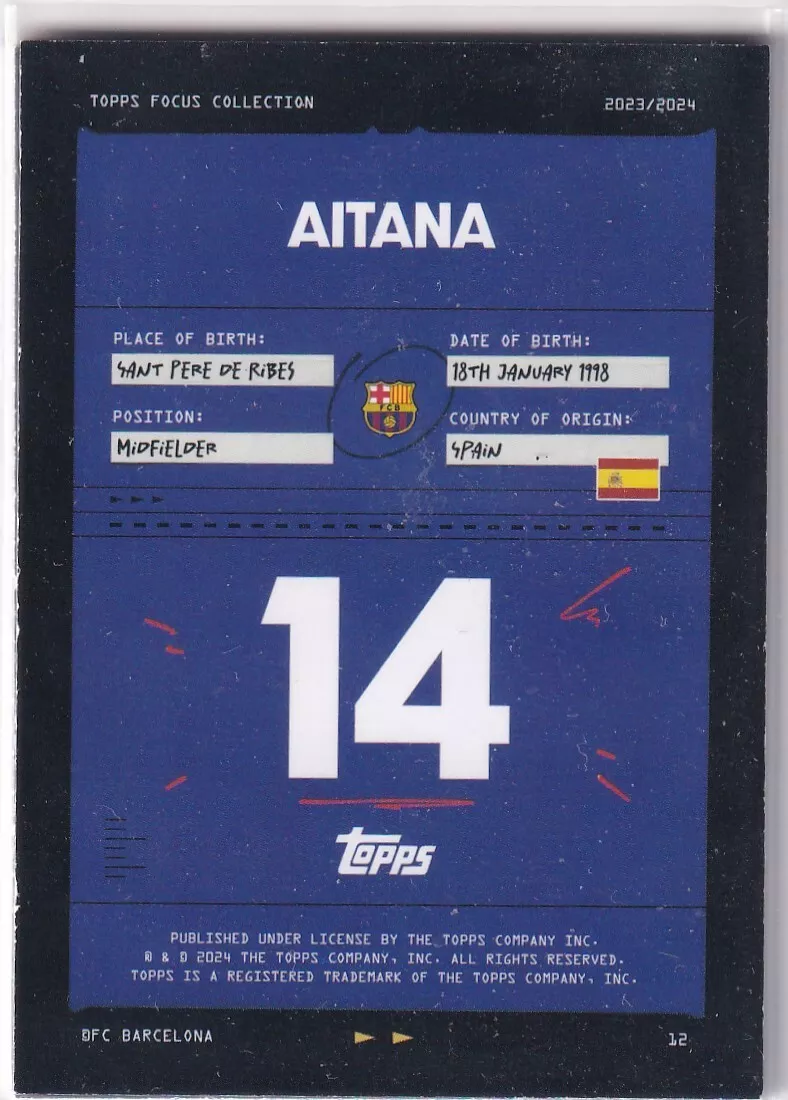 TOPPS FOCUS COLLECTION 2023/2024
AITANA
PLACE OF BIRTH: DATE OF BIRTH:
SANT PERE DE RIBES 18TH JANUARY 1998
POSITION: COUNTRY OF ORIGIN:
MIDFIELDER SPAIN
FCB
14
topps
PUBLISHED UNDER LICENSE BY THE TOPPS COMPANY INC.
® & © 2024 THE TOPPS COMPANY, INC. ALL RIGHTS RESERVED.
TOPPS IS A REGISTERED TRADEMARK OF THE TOPPS COMPANY, INC.
©FC BARCELONA 12